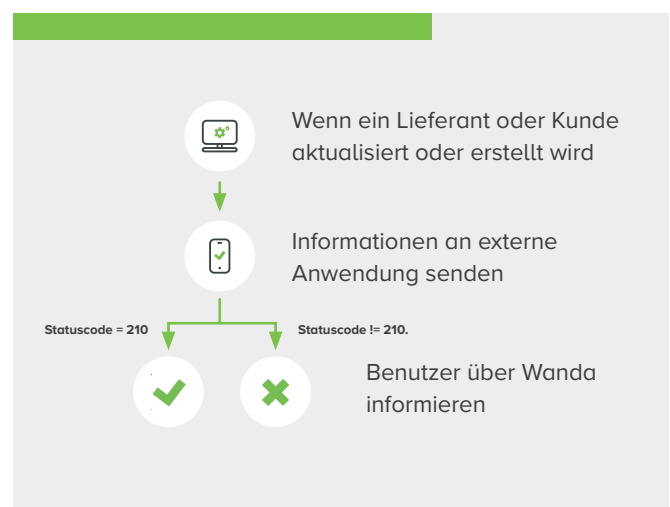 Wenn ein Lieferant oder Kunde
aktualisiert oder erstellt wird
Informationen an externe
Anwendung senden
Statuscode = 210
Statuscode != 210.
Benutzer über Wanda
informieren